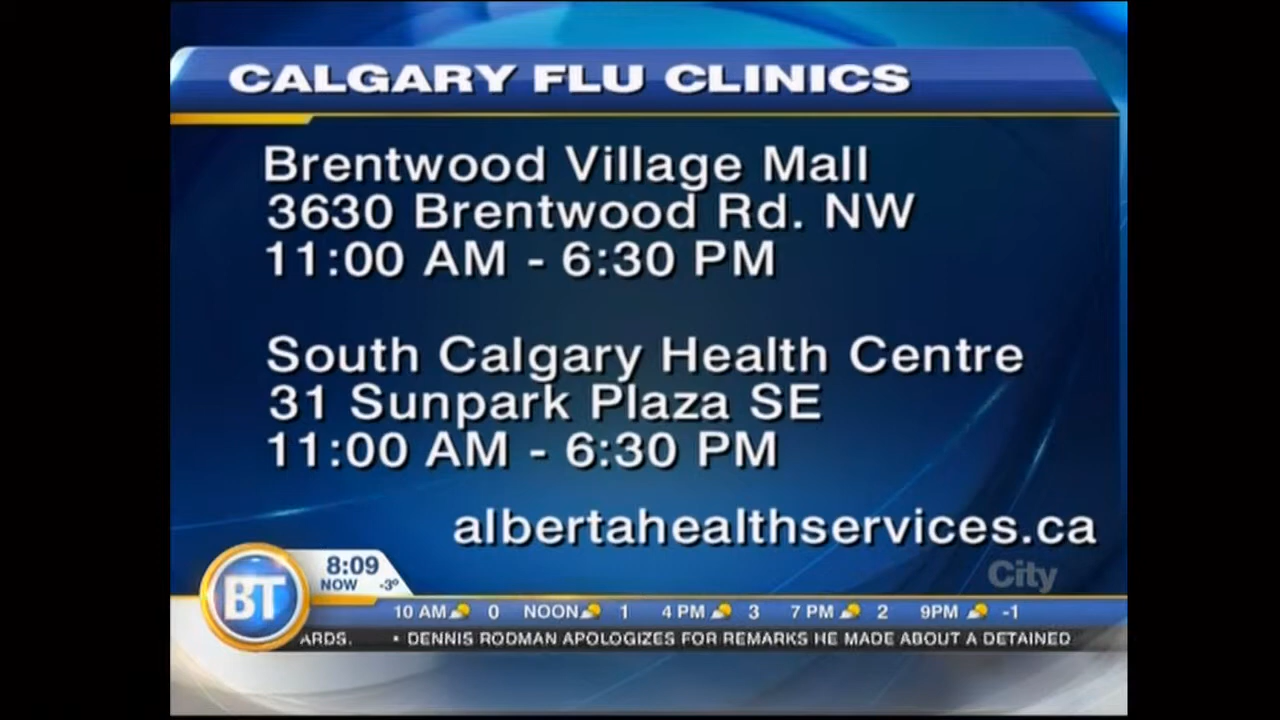 CALGARY FLU CLINICS
Brentwood Village Mall
3630 Brentwood Rd. NW
11:00 AM - 6:30 PM
South Calgary Health Centre
31 Sunpark Plaza SE
11:00 AM - 6:30 PM
albertahealthservices.ca
City
BT
8:09
NOW -3°
10 AM 0 NOON 1 4 PM 3 7 PM 2 9PM -1
ARDS. • DENNIS RODMAN APOLOGIZES FOR REMARKS HE MADE ABOUT A DETAINED